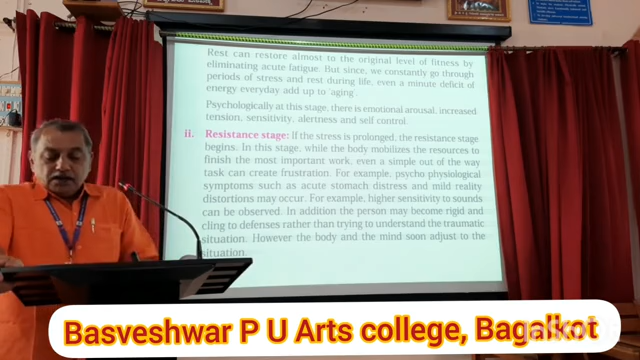 Rest can restore almost to the original level of fitness by
eliminating acute fatigue. But since, we constantly go through
periods of stress and rest during life, even a minute deficit of
energy everyday add up to 'aging'.
Psychologically at this stage, there is emotional arousal, increased
tension, sensitivity, alertness and self control.
ii. Resistance stage: If the stress is prolonged, the resistance stage
begins. In this stage, while the body mobilizes the resources to
finish the most important work, even a simple out of the way
task can create frustration. For example, psycho physiological
symptoms such as acute stomach distress and mild reality
distortions may occur. For example, higher sensitivity to sounds
can be observed. In addition the person may become rigid and
cling to defenses rather than trying to understand the traumatic
situation. However the body and the mind soon adjust to the
situation.
Basveshwar P U Arts college, Bagalkot